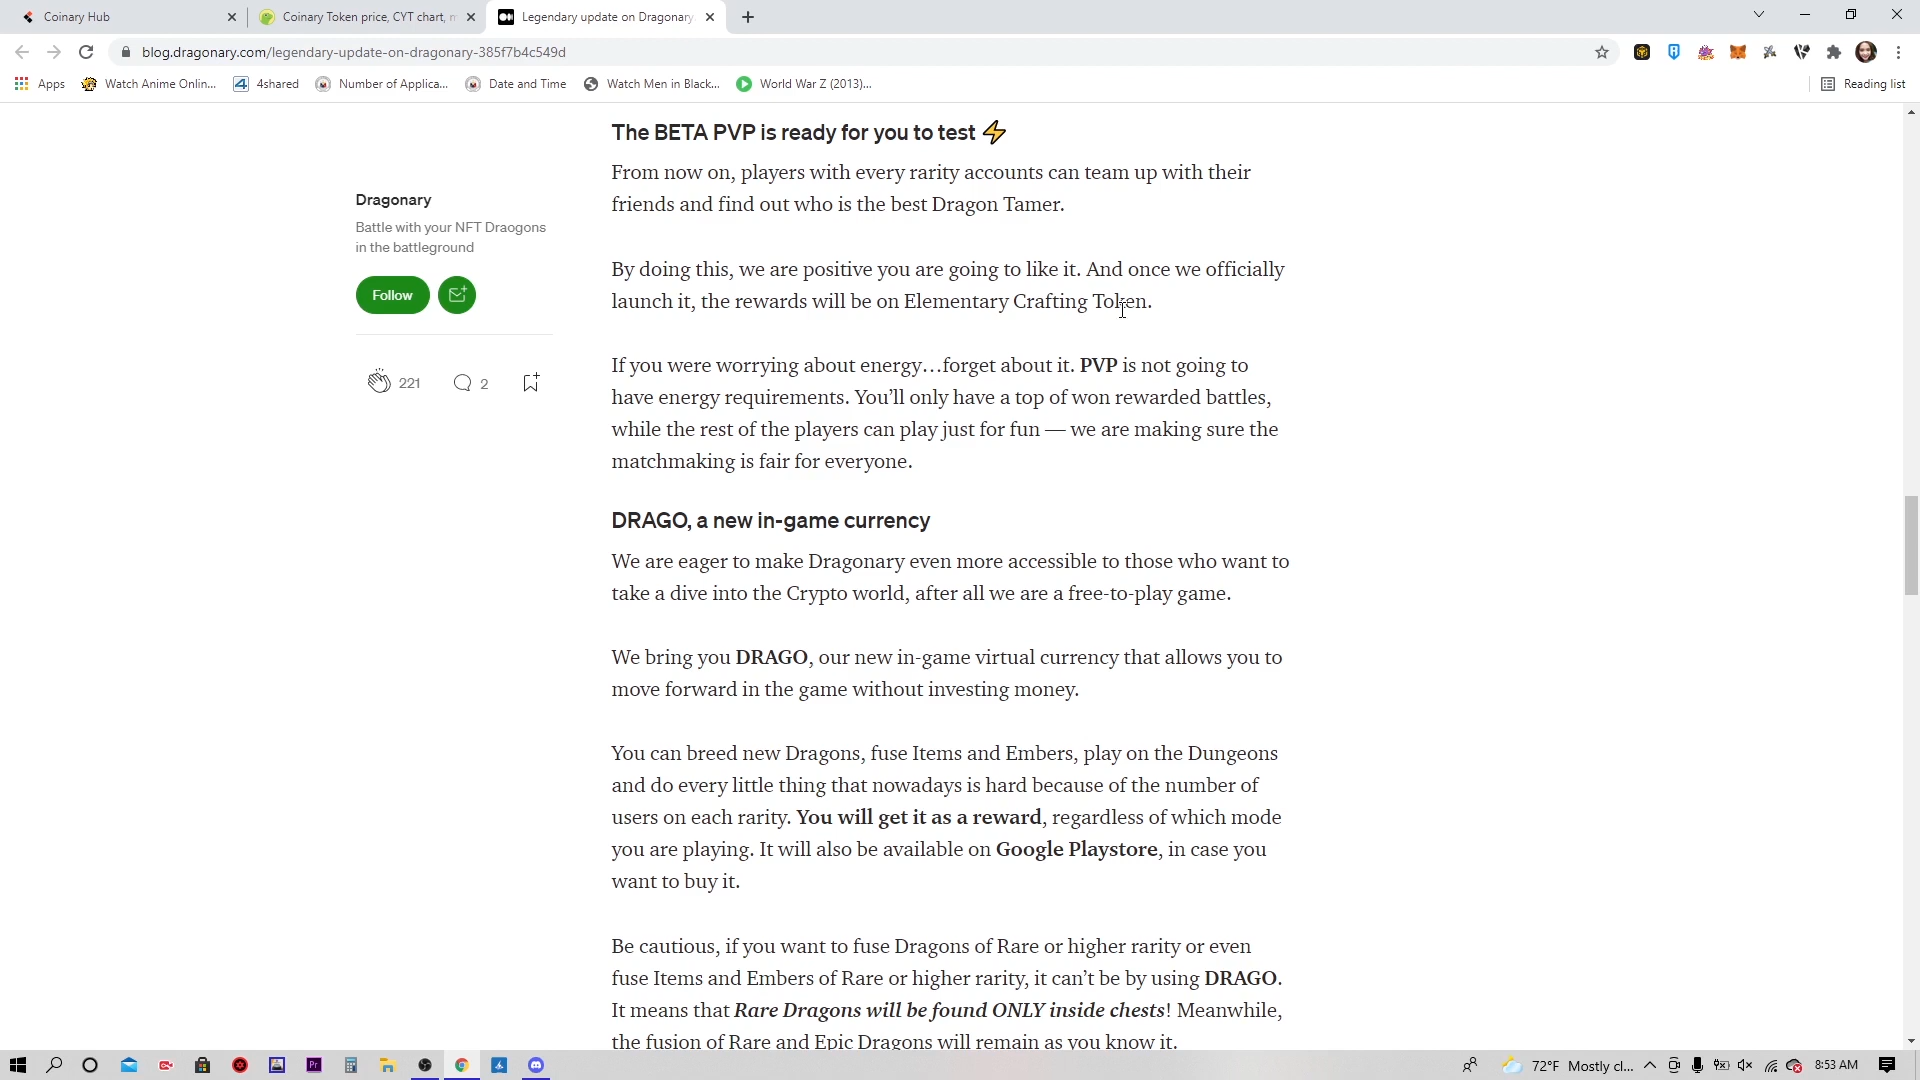 Coinary Hub
Coinary Token price, CYT chart, m
Legendary update on Dragonary
blog.dragonary.com/legendary-update-on-dragonary-385f7b4c549d
Apps
Watch Anime Onlin...
4shared
Number of Applica...
Date and Time
Watch Men in Black...
World War Z (2013)...
Reading list
Dragonary
Battle with your NFT Draogons
in the battleground
Follow
221
2
The BETA PVP is ready for you to test ⚡
From now on, players with every rarity accounts can team up with their
friends and find out who is the best Dragon Tamer.
By doing this, we are positive you are going to like it. And once we officially
launch it, the rewards will be on Elementary Crafting Token.
If you were worrying about energy…forget about it. PVP is not going to
have energy requirements. You’ll only have a top of won rewarded battles,
while the rest of the players can play just for fun — we are making sure the
matchmaking is fair for everyone.
DRAGO, a new in-game currency
We are eager to make Dragonary even more accessible to those who want to
take a dive into the Crypto world, after all we are a free-to-play game.
We bring you DRAGO, our new in-game virtual currency that allows you to
move forward in the game without investing money.
You can breed new Dragons, fuse Items and Embers, play on the Dungeons
and do every little thing that nowadays is hard because of the number of
users on each rarity. You will get it as a reward, regardless of which mode
you are playing. It will also be available on Google Playstore, in case you
want to buy it.
Be cautious, if you want to fuse Dragons of Rare or higher rarity or even
fuse Items and Embers of Rare or higher rarity, it can’t be by using DRAGO.
It means that Rare Dragons will be found ONLY inside chests! Meanwhile,
the fusion of Rare and Epic Dragons will remain as you know it.
72°F Mostly cl...
8:53 AM